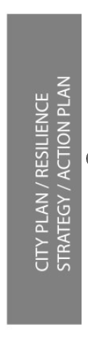 CITY PLAN / RESILIENCE
STRATEGY / ACTION PLAN